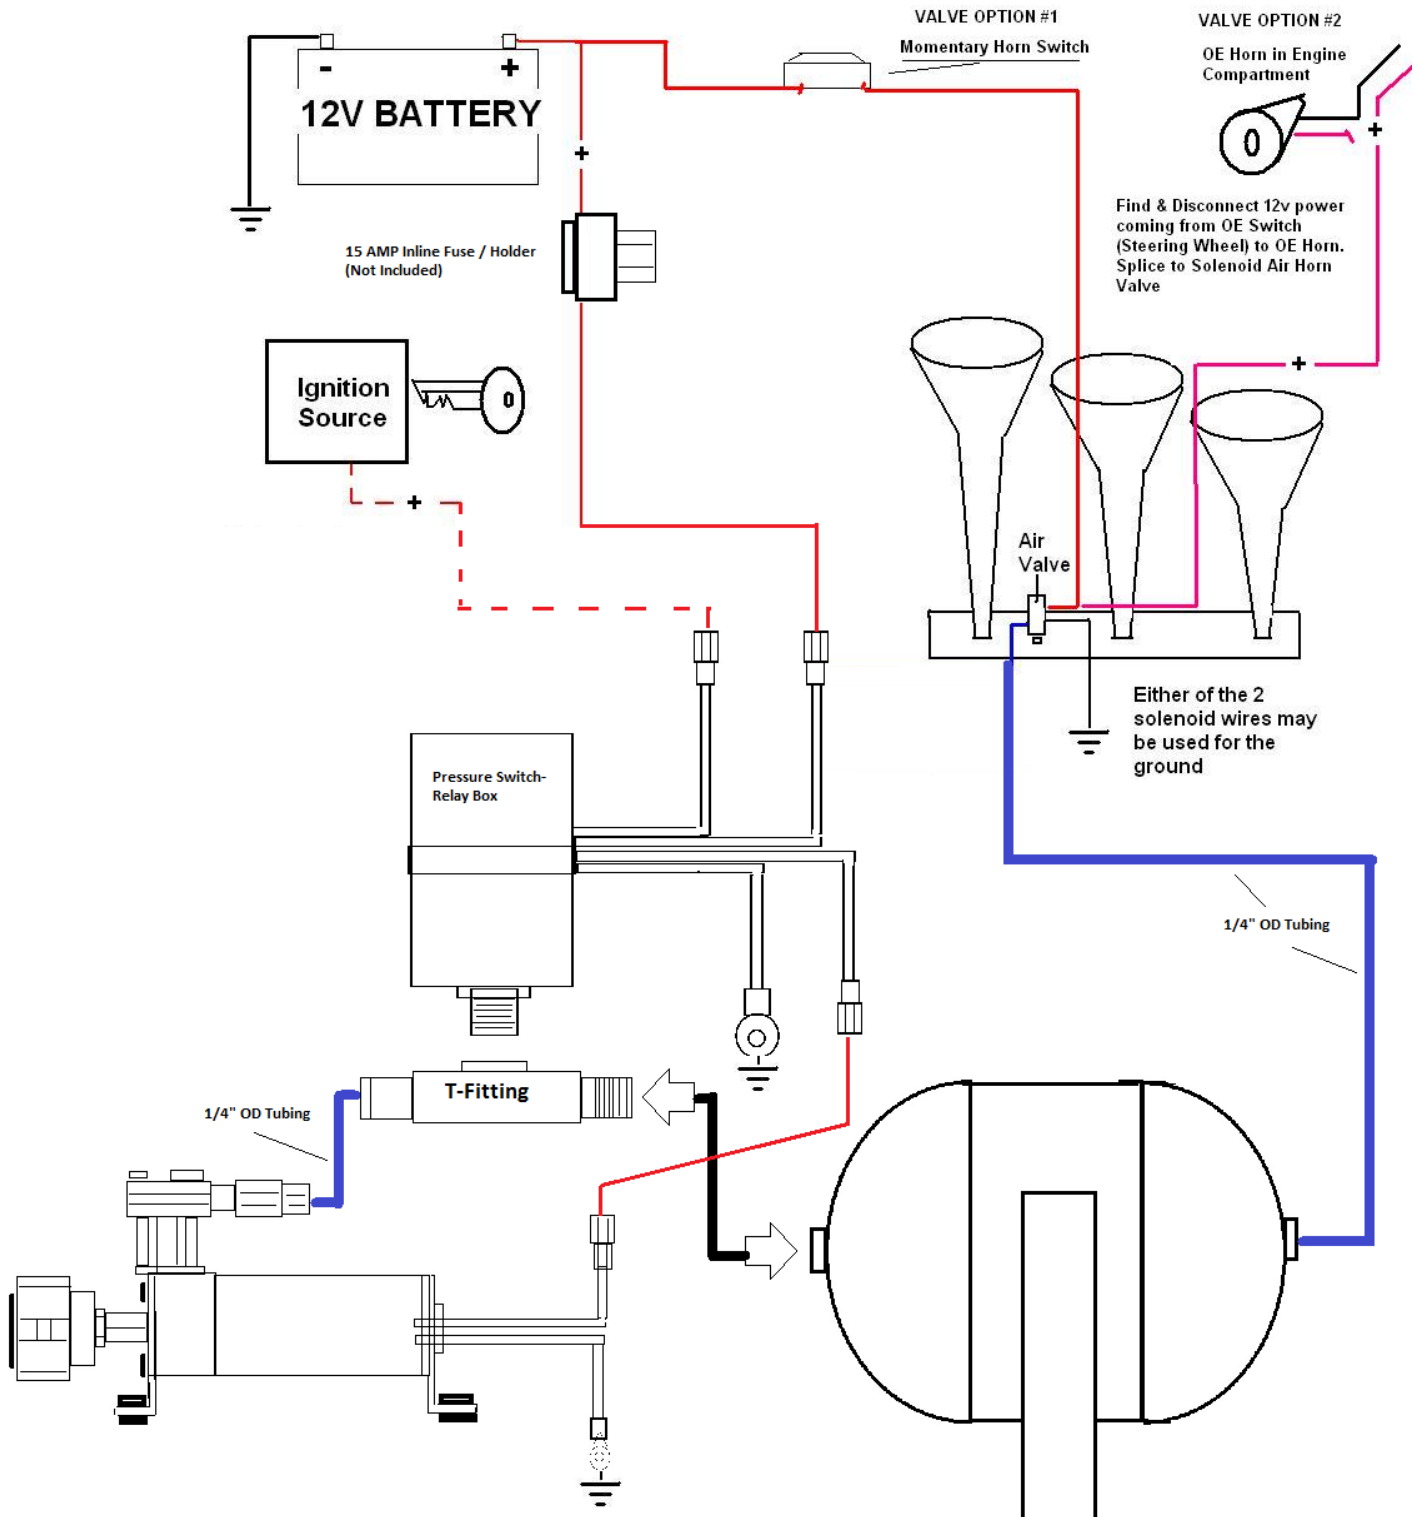 VALVE OPTION #1
Momentary Horn Switch
VALVE OPTION #2
OE Horn in Engine
Compartment
- +
12V BATTERY
+
+
Find & Disconnect 12v power
coming from OE Switch
(Steering Wheel) to OE Horn.
Splice to Solenoid Air Horn
Valve
15 AMP Inline Fuse / Holder
(Not Included)
+
Ignition
Source
+
Air
Valve
Either of the 2
solenoid wires may
be used for the
ground
Pressure Switch-
Relay Box
1/4" OD Tubing
T-Fitting
1/4" OD Tubing